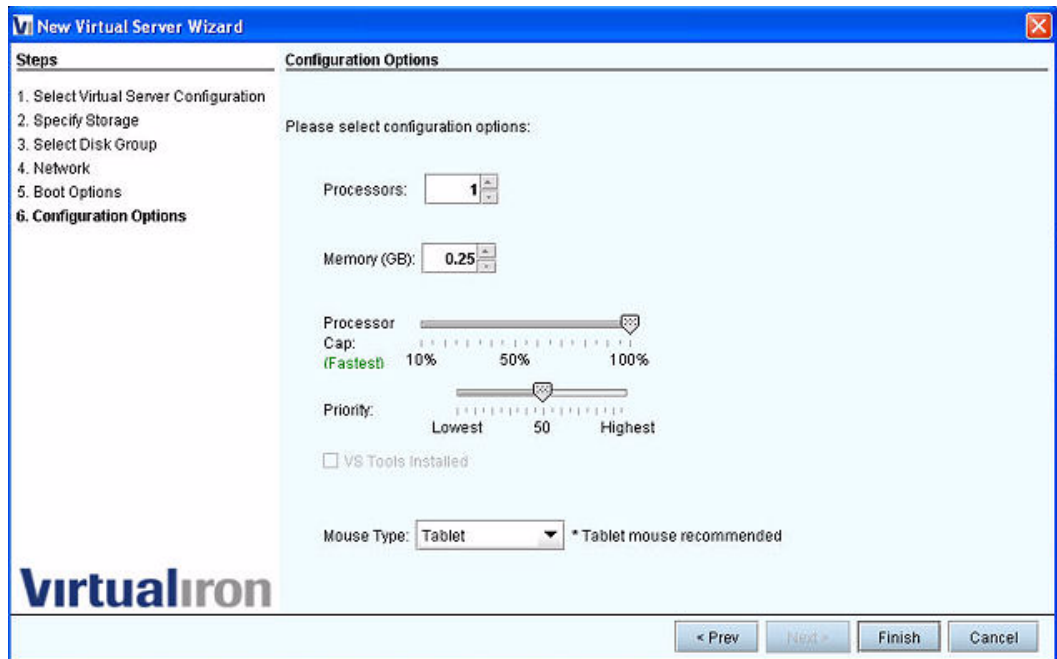 VI New Virtual Server Wizard
Steps
1. Select Virtual Server Configuration
2. Specify Storage
3. Select Disk Group
4. Network
5. Boot Options
6. Configuration Options
Configuration Options
Please select configuration options:
Processors: 1
Memory (GB): 0.25
Processor
Cap:
(Fastest)
10% 50% 100%
Priority:
Lowest 50 Highest
VS Tools Installed
Mouse Type: Tablet * Tablet mouse recommended
Virtualiron
< Prev Next > Finish Cancel